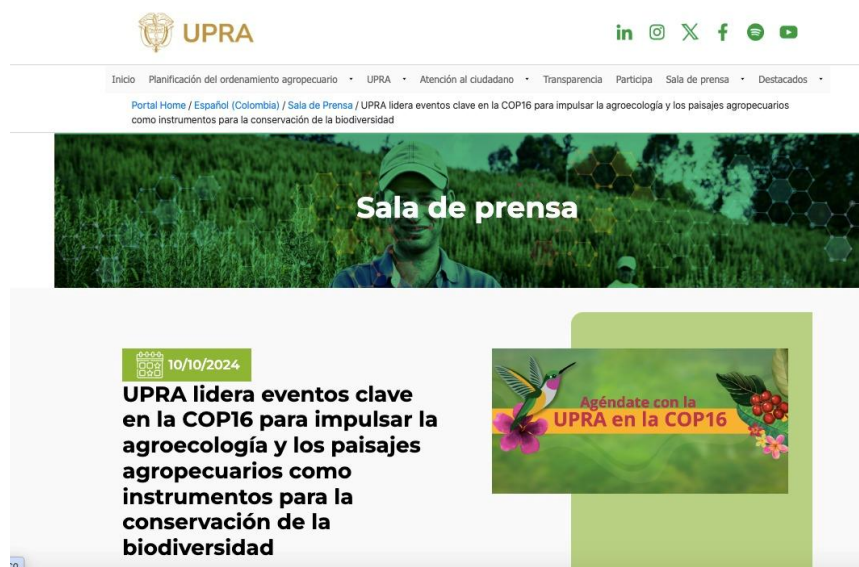 UPRA
Inicio Planificación del ordenamiento agropecuario UPRA Atención al ciudadano Transparencia Participa Sala de prensa Destacados
Portal Home / Español (Colombia) / Sala de Prensa / UPRA lidera eventos clave en la COP16 para impulsar la agroecología y los paisajes agropecuarios
como instrumentos para la conservación de la biodiversidad
Sala de prensa
10/10/2024
UPRA lidera eventos clave
en la COP16 para impulsar la
agroecología y los paisajes
agropecuarios como
instrumentos para la
conservación de la
biodiversidad
Agéndate con la
UPRA en la COP16